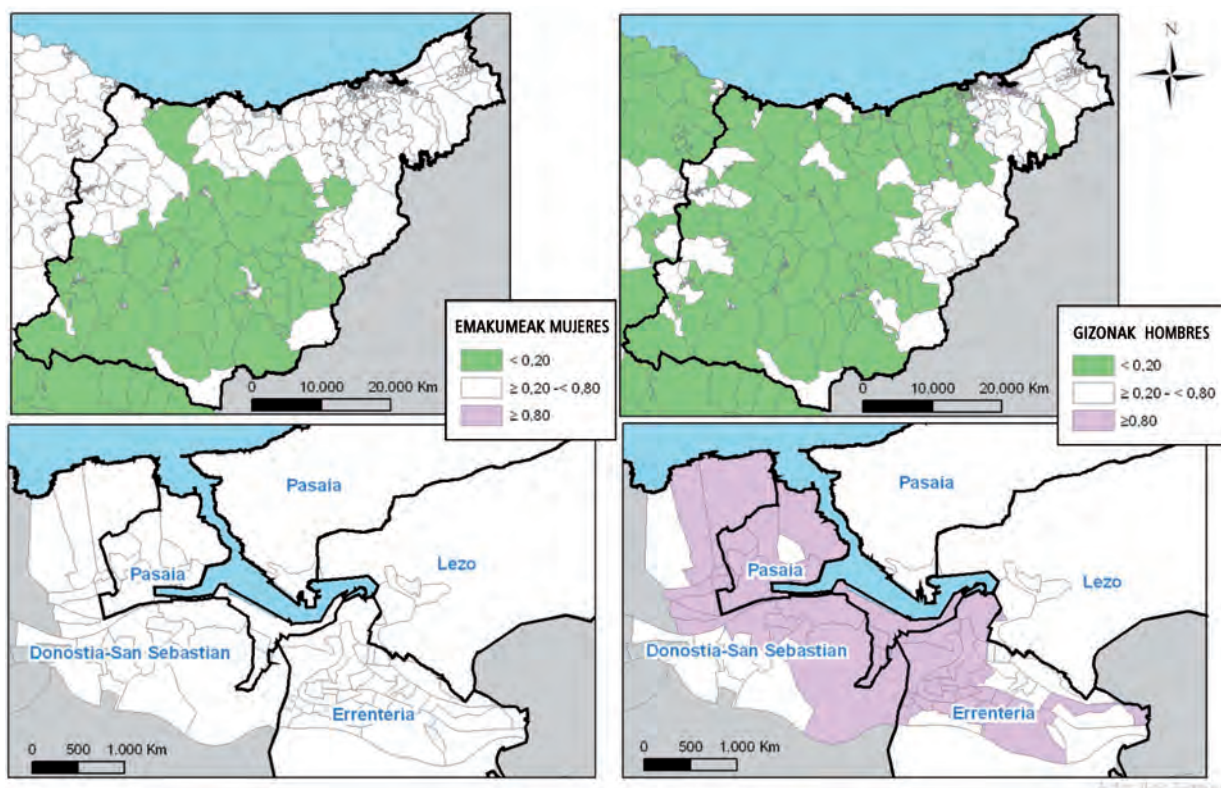 N
EMAKUMEAK MUJERES
< 0,20
≥ 0,20 -< 0,80
≥ 0,80
0 10.000 20.000 Km
GIZONAK HOMBRES
< 0,20
≥ 0,20 - < 0,80
≥0,80
0 10.000 20.000 Km
Pasaia
Lezo
Pasaia
Donostia-San Sebastian
Errenteria
0 500 1.000 Km
Pasaia
Lezo
Pasaia
Donostia-San Sebastian
Errenteria
0 500 1.000 Km